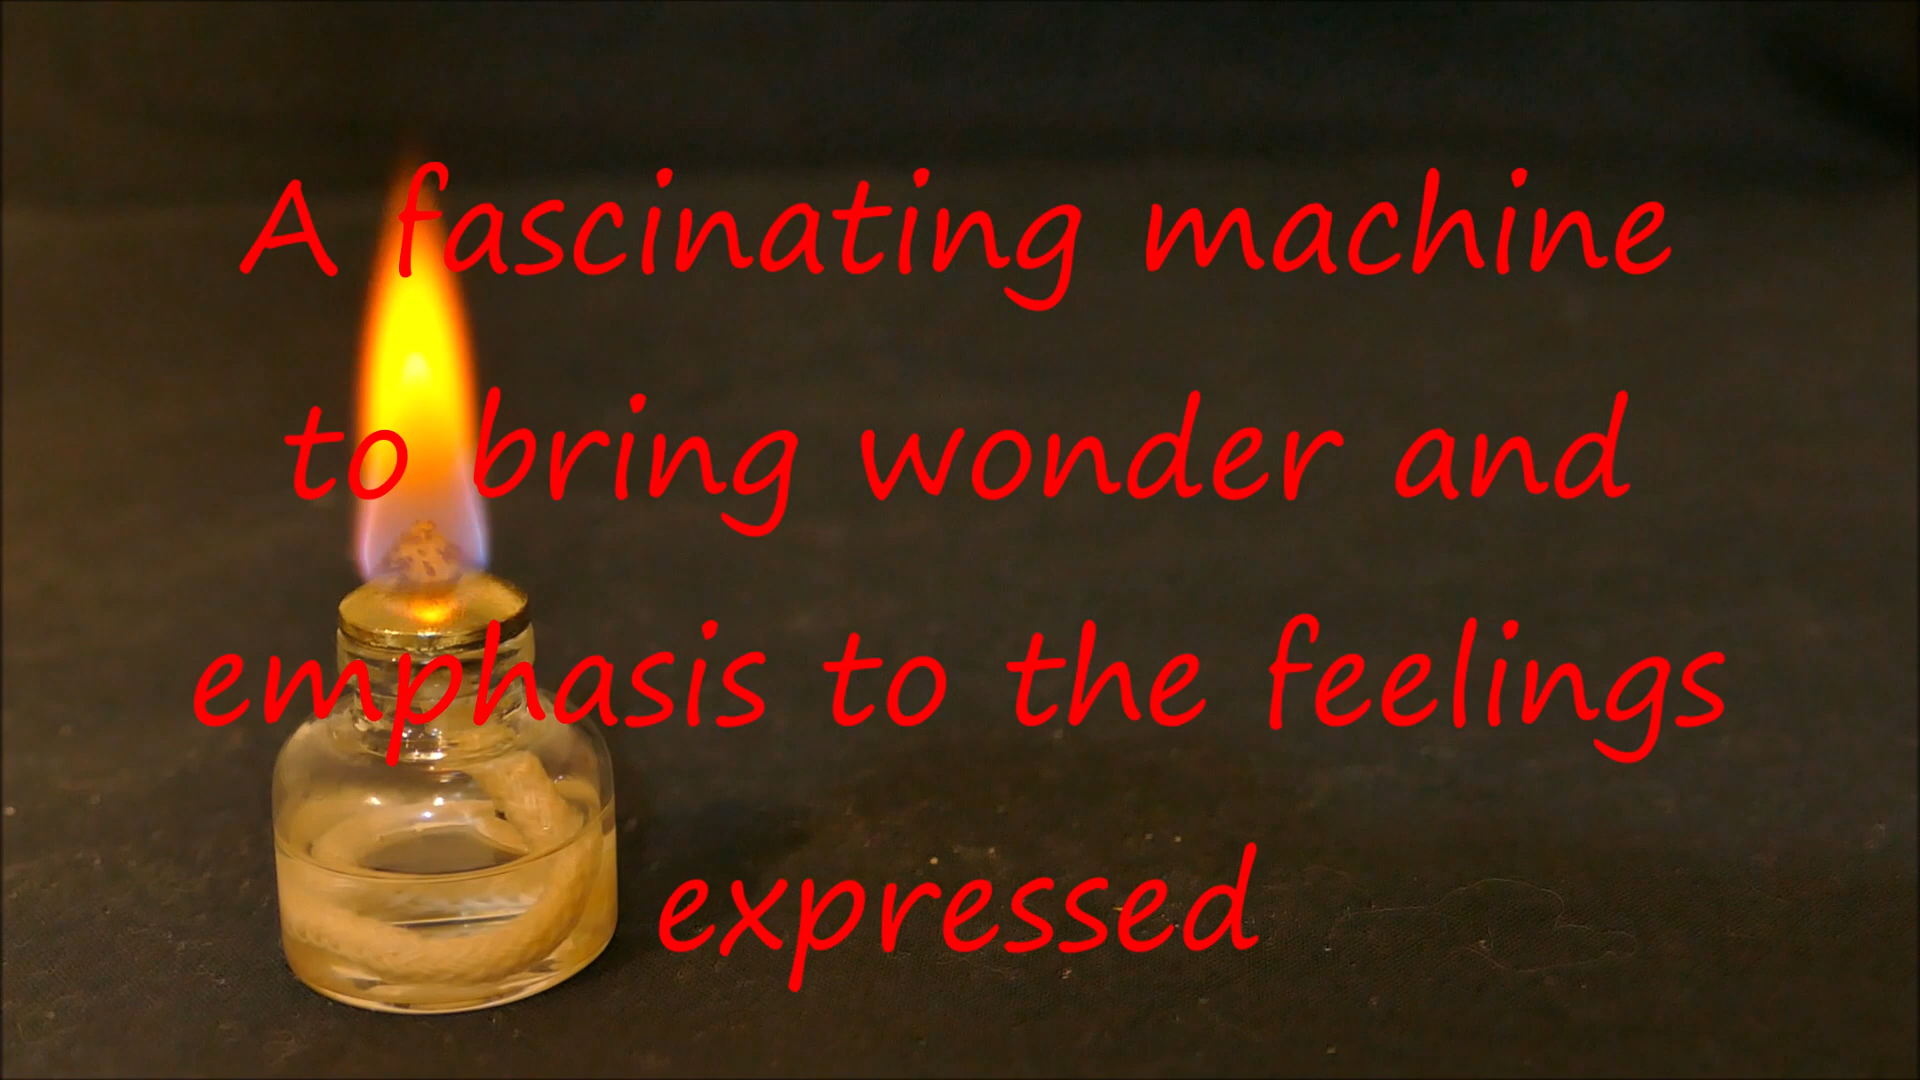 A fascinating machine
to bring wonder and
emphasis to the feelings
expressed